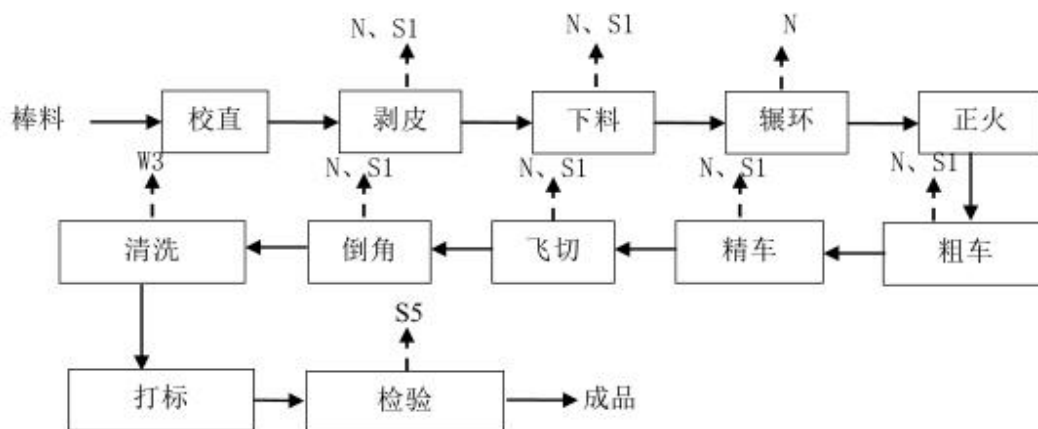 N、S1 N、S1 N
棒料 校直 剥皮 下料 辗环 正火
W3 N、S1 N、S1 N、S1 N、S1
清洗 倒角 飞切 精车 粗车
S5
打标 检验 成品